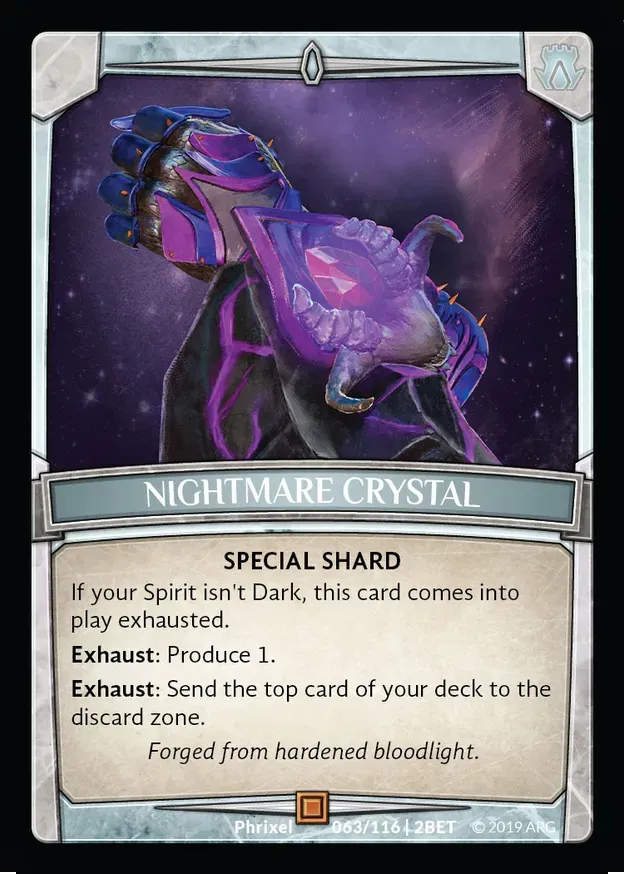 NIGHTMARE CRYSTAL
SPECIAL SHARD
If your Spirit isn't Dark, this card comes into
play exhausted.
Exhaust: Produce 1.
Exhaust: Send the top card of your deck to the
discard zone.
Forged from hardened bloodlight.
Phrixel 063/116 | 2BET © 2019 ARG